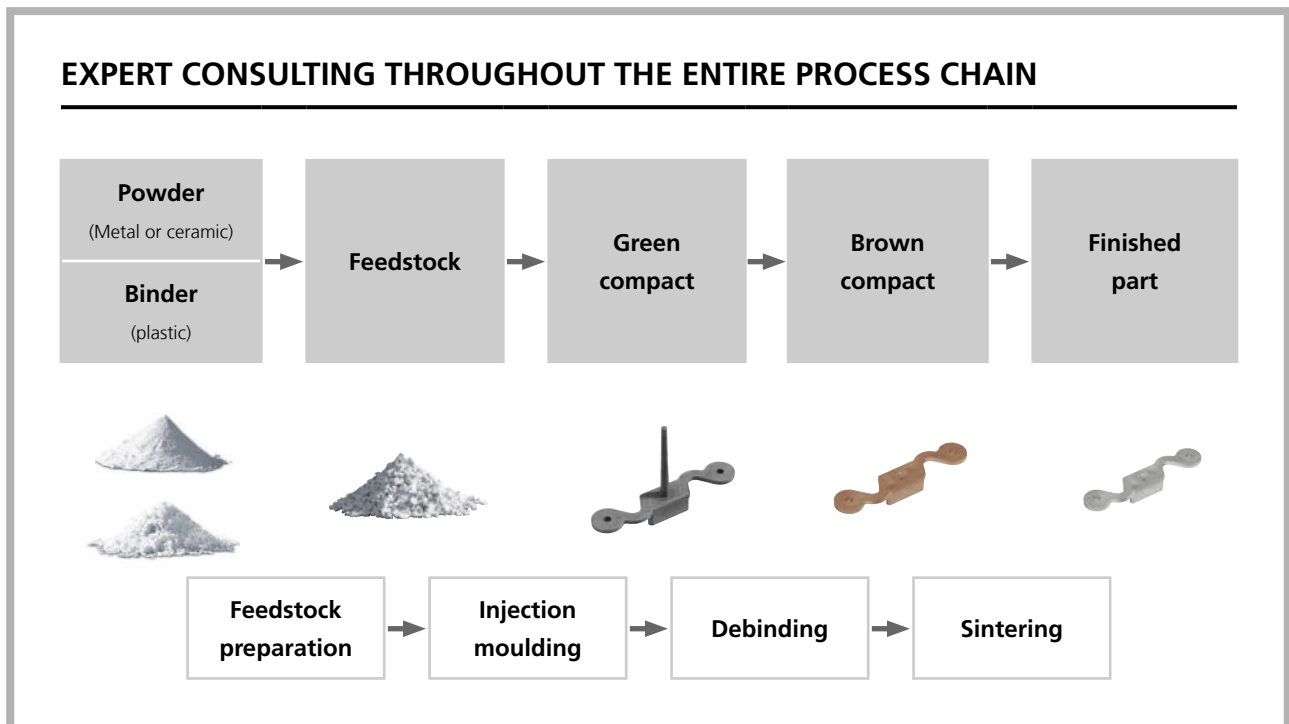 EXPERT CONSULTING THROUGHOUT THE ENTIRE PROCESS CHAIN
Powder
(Metal or ceramic)
Binder
(plastic)
Feedstock
Green
compact
Brown
compact
Finished
part
Feedstock
preparation
Injection
moulding
Debinding
Sintering